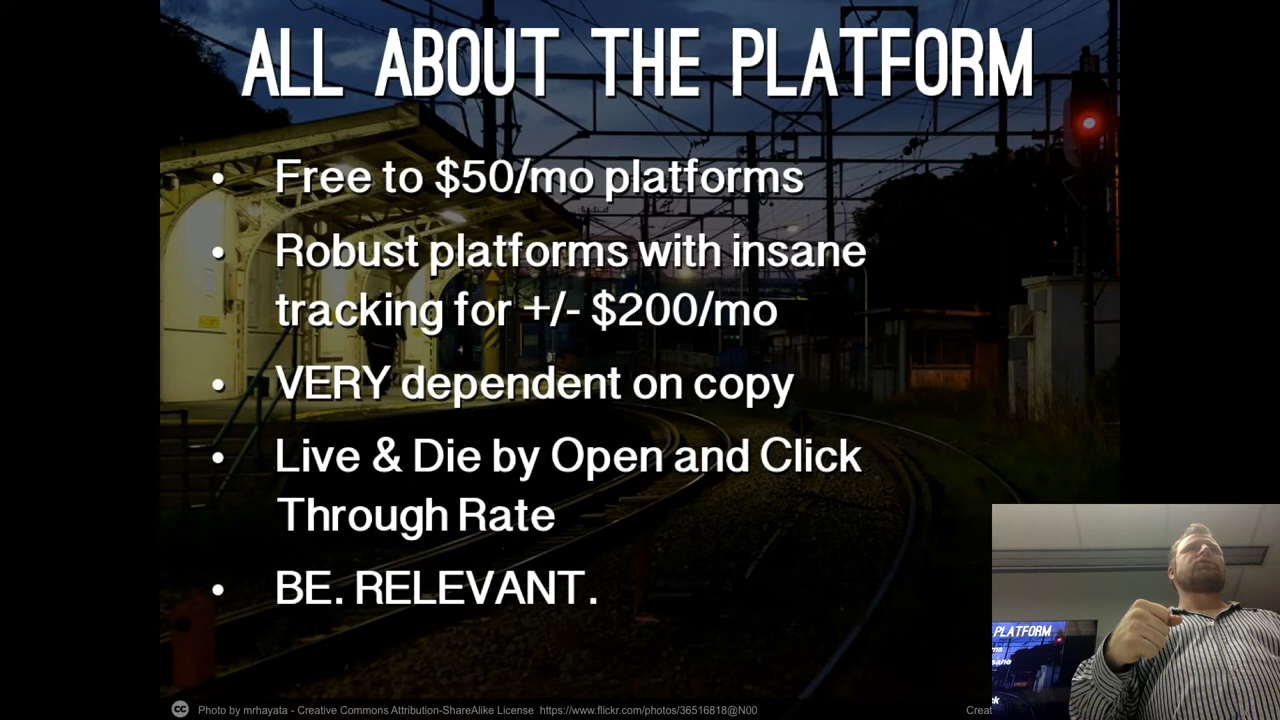 ALL ABOUT THE PLATFORM
• Free to $50/mo platforms
• Robust platforms with insane
tracking for +/- $200/mo
• VERY dependent on copy
• Live & Die by Open and Click
Through Rate
• BE. RELEVANT.
PLATFORM
cc Photo by mrhayata - Creative Commons Attribution-ShareAlike License https://www.flickr.com/photos/36516818@N00